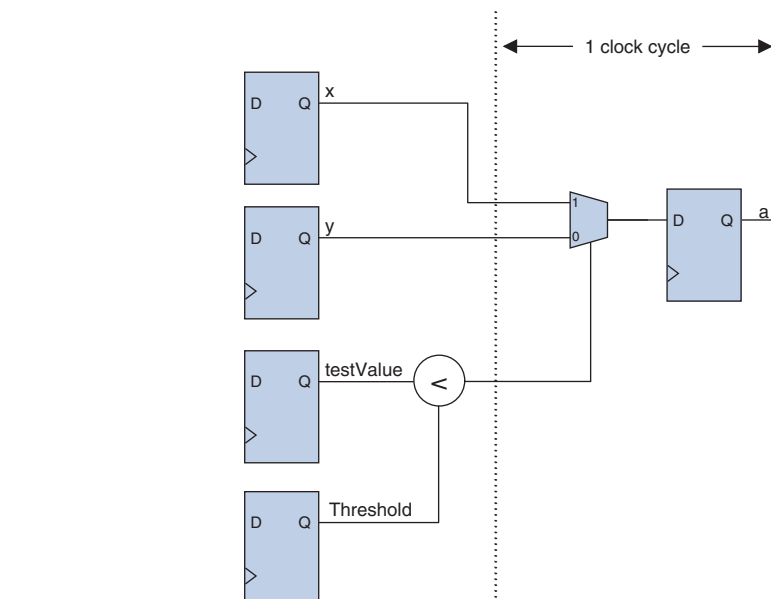 1 clock cycle
x
D Q
1
y
D Q
0
D Q
a
testValue
D Q
<
Threshold
D Q